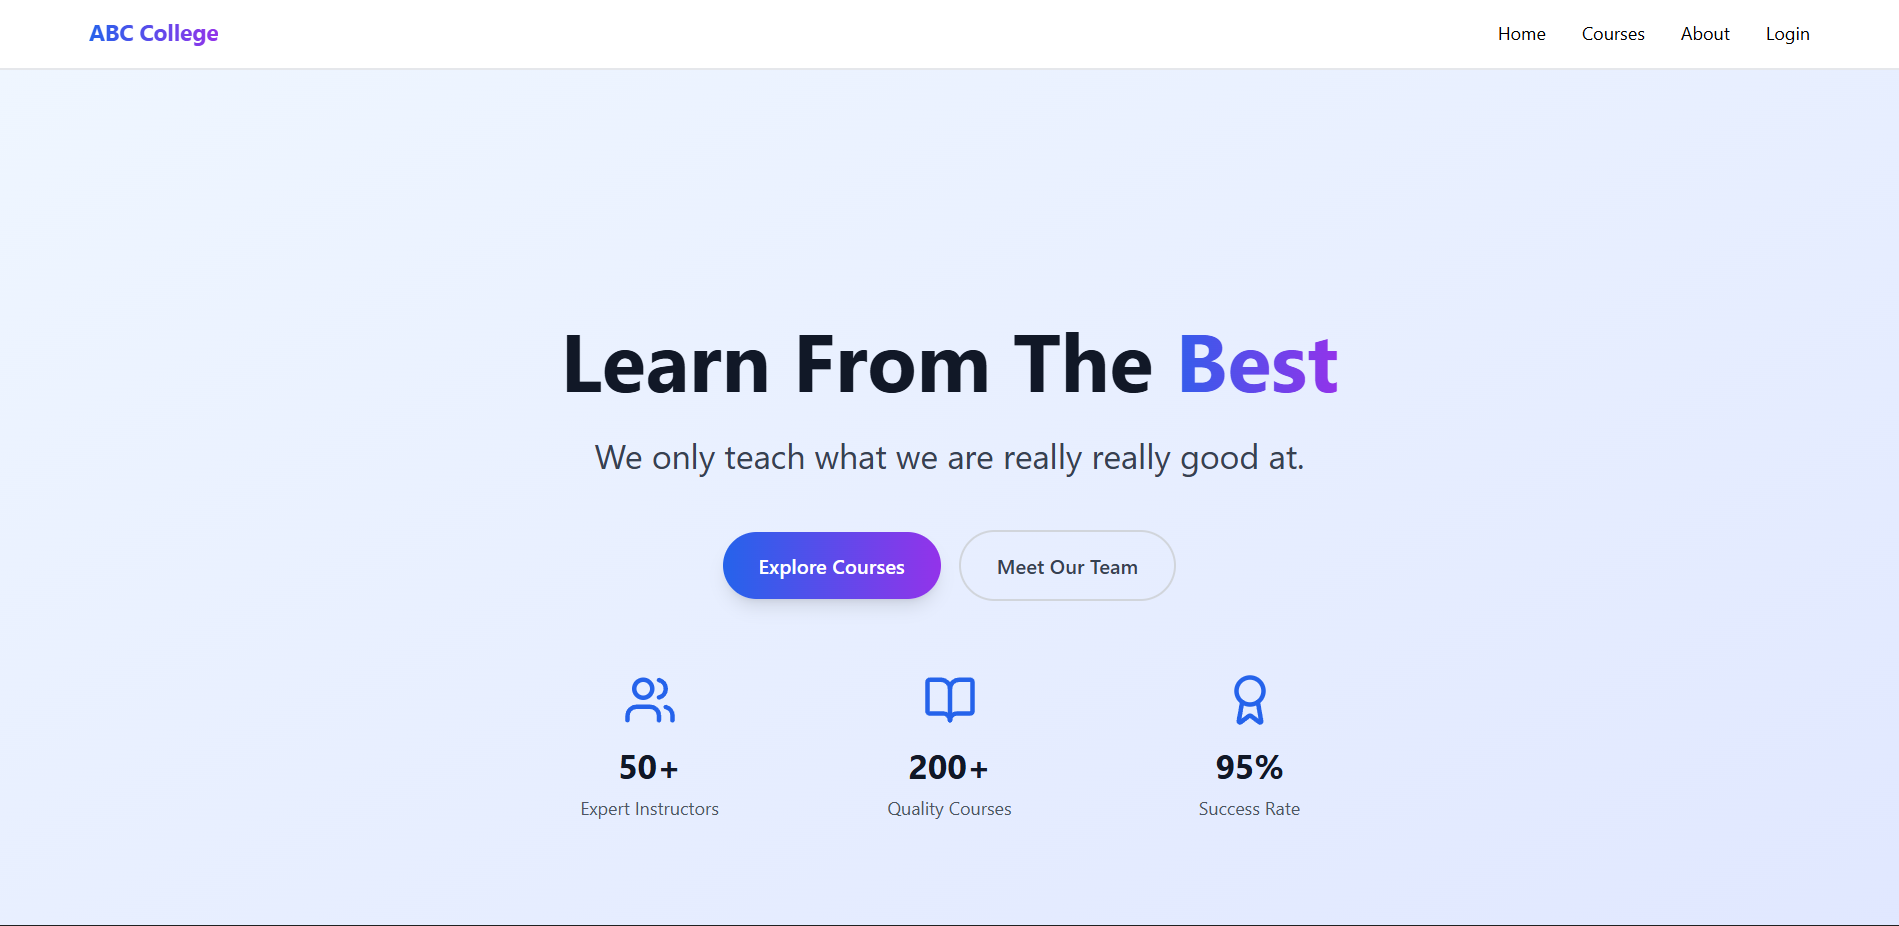 ABC College
Home Courses About Login
Learn From The Best
We only teach what we are really really good at.
Explore Courses Meet Our Team
50+ 200+ 95%
Expert Instructors Quality Courses Success Rate